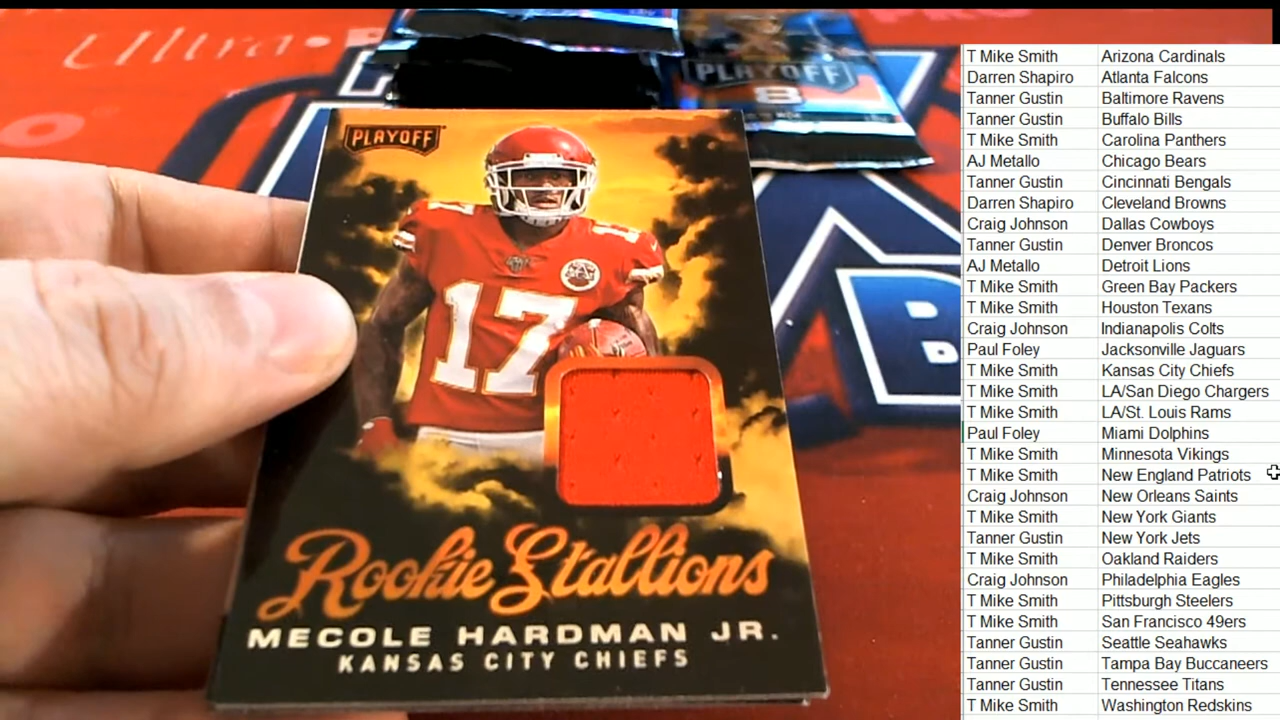 Ultra
PRO
PLAYOFF
8
PLAYOFF
17
17
Rookie Stallions
MECOLE HARDMAN JR.
KANSAS CITY CHIEFS
T Mike Smith Arizona Cardinals
Darren Shapiro Atlanta Falcons
Tanner Gustin Baltimore Ravens
Tanner Gustin Buffalo Bills
T Mike Smith Carolina Panthers
AJ Metallo Chicago Bears
Tanner Gustin Cincinnati Bengals
Darren Shapiro Cleveland Browns
Craig Johnson Dallas Cowboys
Tanner Gustin Denver Broncos
AJ Metallo Detroit Lions
T Mike Smith Green Bay Packers
T Mike Smith Houston Texans
Craig Johnson Indianapolis Colts
Paul Foley Jacksonville Jaguars
T Mike Smith Kansas City Chiefs
T Mike Smith LA/San Diego Chargers
T Mike Smith LA/St. Louis Rams
Paul Foley Miami Dolphins
T Mike Smith Minnesota Vikings
T Mike Smith New England Patriots
Craig Johnson New Orleans Saints
T Mike Smith New York Giants
Tanner Gustin New York Jets
T Mike Smith Oakland Raiders
Craig Johnson Philadelphia Eagles
T Mike Smith Pittsburgh Steelers
T Mike Smith San Francisco 49ers
Tanner Gustin Seattle Seahawks
Tanner Gustin Tampa Bay Buccaneers
Tanner Gustin Tennessee Titans
T Mike Smith Washington Redskins